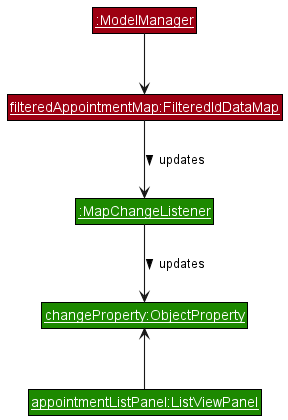 :ModelManager
filteredAppointmentMap:FilteredIdDataMap
updates
:MapChangeListener
updates
changeProperty:ObjectProperty
appointmentListPanel:ListViewPanel